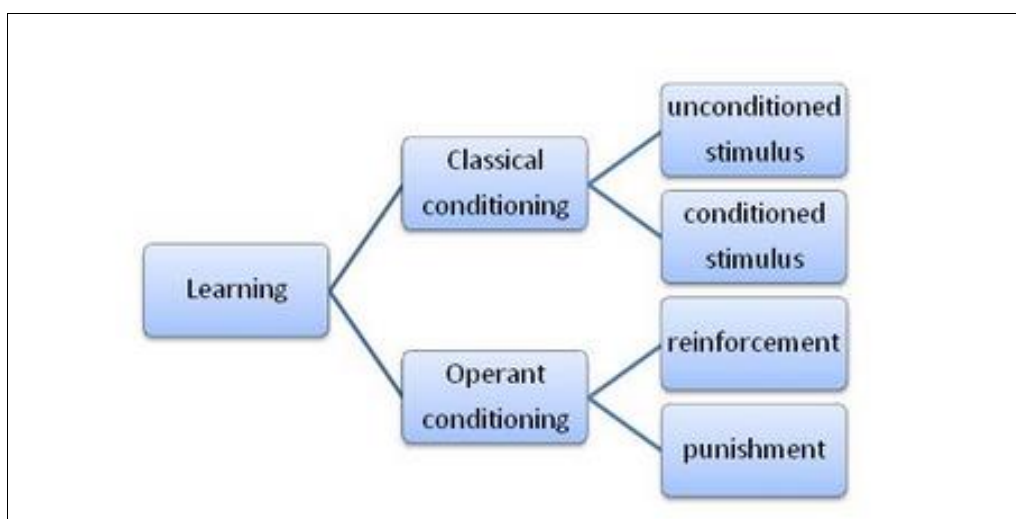 Learning
Classical
conditioning
Operant
conditioning
unconditioned
stimulus
conditioned
stimulus
reinforcement
punishment